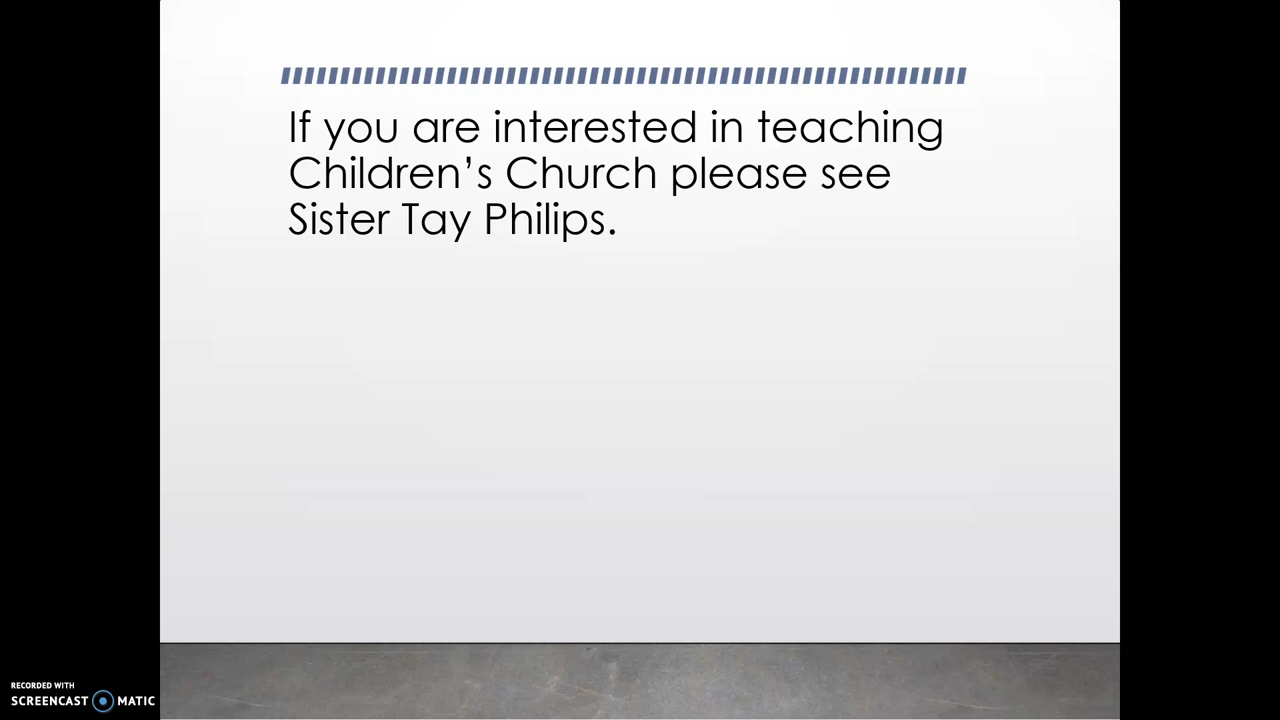 If you are interested in teaching
Children’s Church please see
Sister Tay Philips.
RECORDED WITH
SCREENCAST MATIC